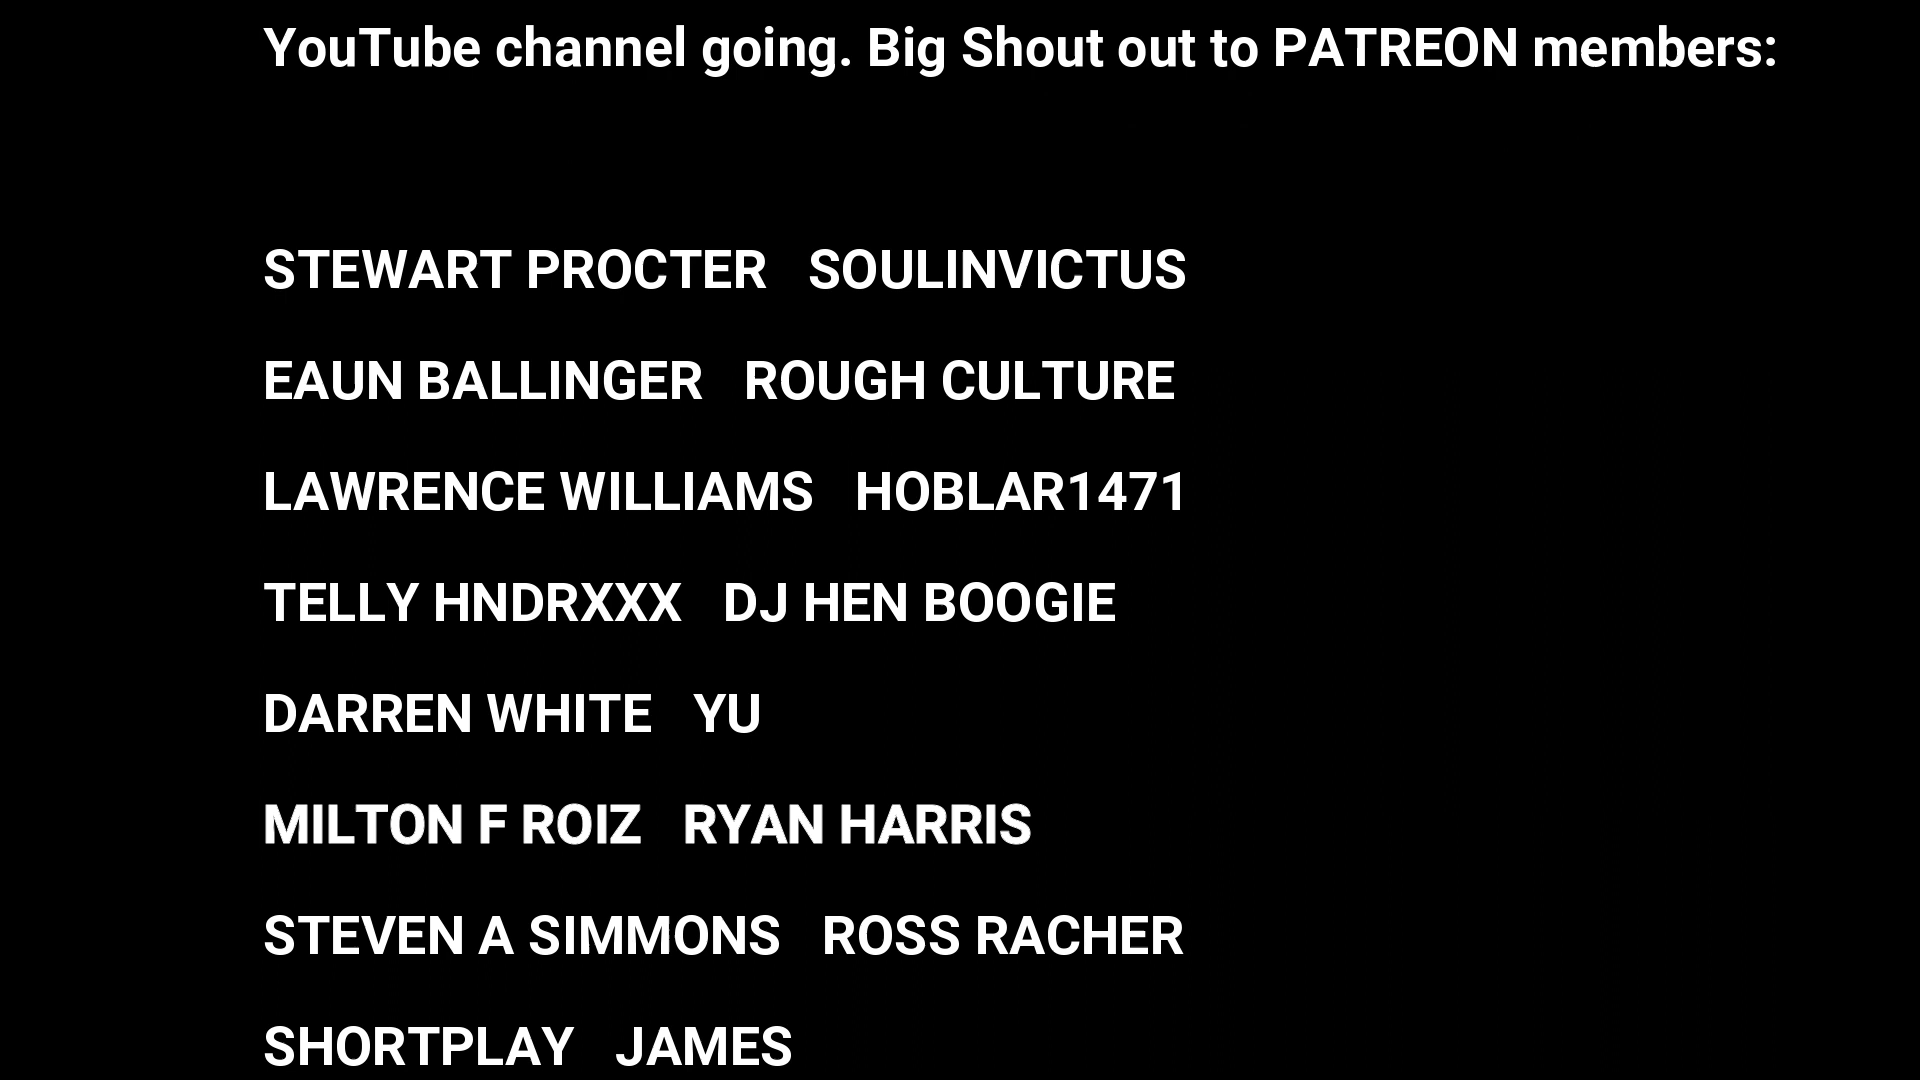 YouTube channel going. Big Shout out to PATREON members:
STEWART PROCTER   SOULINVICTUS
EAUN BALLINGER   ROUGH CULTURE
LAWRENCE WILLIAMS   HOBLAR1471
TELLY HNDRXXX   DJ HEN BOOGIE
DARREN WHITE   YU
MILTON F ROIZ   RYAN HARRIS
STEVEN A SIMMONS   ROSS RACHER
SHORTPLAY   JAMES